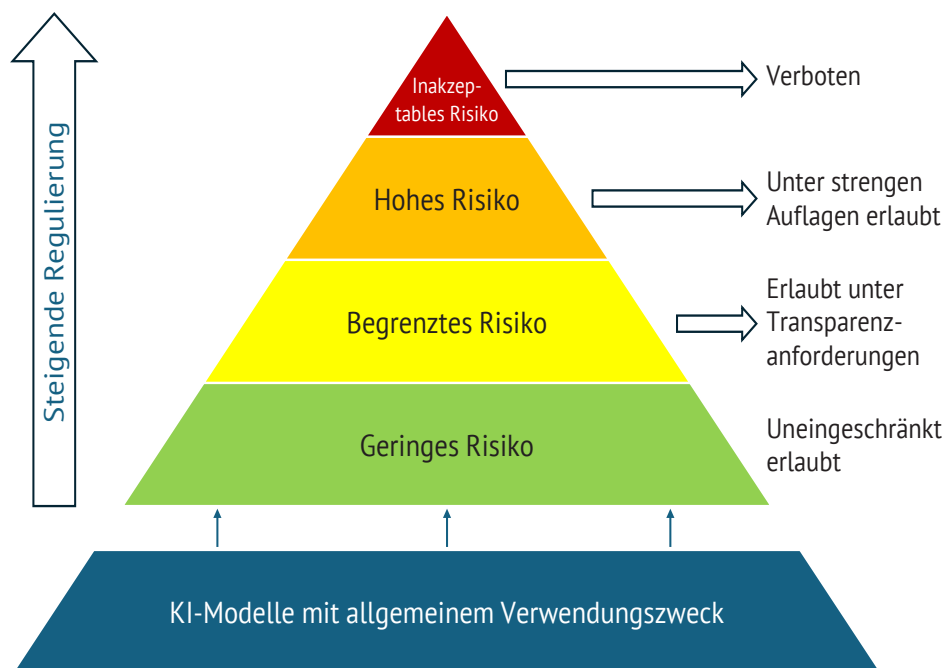 Steigende Regulierung
Inakzep-
tables Risiko
Verboten
Hohes Risiko
Unter strengen
Auflagen erlaubt
Begrenztes Risiko
Erlaubt unter
Transparenz-
anforderungen
Geringes Risiko
Uneingeschränkt
erlaubt
KI-Modelle mit allgemeinem Verwendungszweck